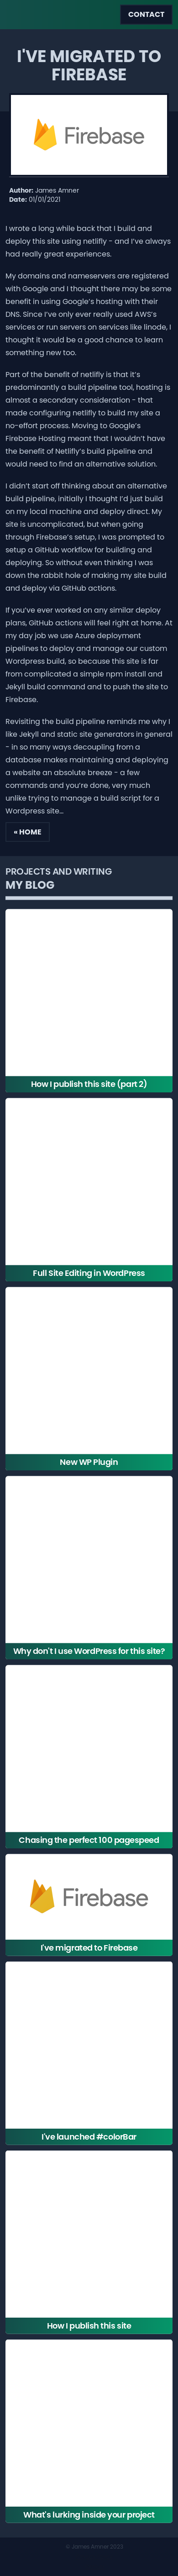 CONTACT
I'VE MIGRATED TO
FIREBASE
Firebase
Author: James Amner
Date: 01/01/2021
I wrote a long while back that I build and
deploy this site using netlifly - and I’ve always
had really great experiences.
My domains and nameservers are registered
with Google and I thought there may be some
benefit in using Google’s hosting with their
DNS. Since I’ve only ever really used AWS’s
services or run servers on services like linode, I
thought it would be a good chance to learn
something new too.
Part of the benefit of netlifly is that it’s
predominantly a build pipeline tool, hosting is
almost a secondary consideration - that
made configuring netlifly to build my site a
no-effort process. Moving to Google’s
Firebase Hosting meant that I wouldn’t have
the benefit of Netlifly’s build pipeline and
would need to find an alternative solution.
I didn’t start off thinking about an alternative
build pipeline, initially I thought I’d just build
on my local machine and deploy direct. My
site is uncomplicated, but when going
through Firebase’s setup, I was prompted to
setup a GitHub workflow for building and
deploying. So without even thinking I was
down the rabbit hole of making my site build
and deploy via GitHub actions.
If you’ve ever worked on any similar deploy
plans, GitHub actions will feel right at home. At
my day job we use Azure deployment
pipelines to deploy and manage our custom
Wordpress build, so because this site is far
from complicated a simple npm install and
Jekyll build command and to push the site to
Firebase.
Revisiting the build pipeline reminds me why I
like Jekyll and static site generators in general
- in so many ways decoupling from a
database makes maintaining and deploying
a website an absolute breeze - a few
commands and you’re done, very much
unlike trying to manage a build script for a
Wordpress site…
« HOME
PROJECTS AND WRITING
MY BLOG
How I publish this site (part 2)
Full Site Editing in WordPress
New WP Plugin
Why don't I use WordPress for this site?
Chasing the perfect 100 pagespeed
Firebase
I've migrated to Firebase
I've launched #colorBar
How I publish this site
What's lurking inside your project
© James Amner 2022